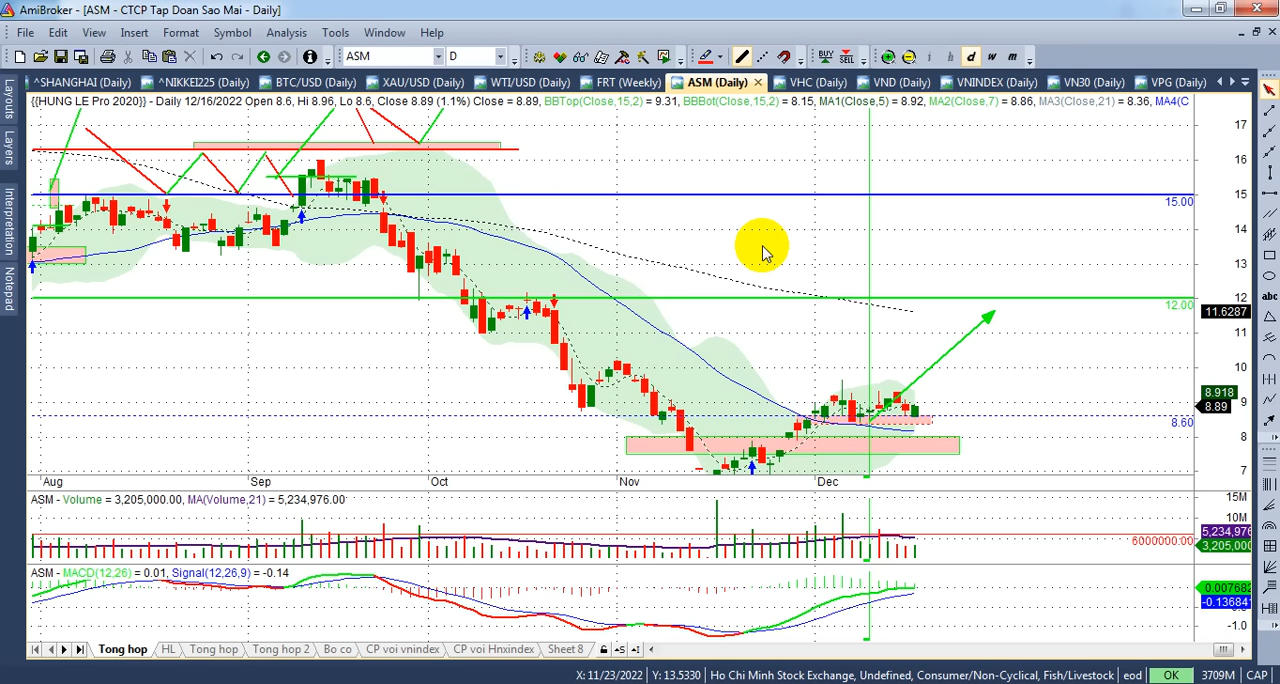 AmiBroker - [ASM - CTCP Tap Doan Sao Mai - Daily]
File Edit View Insert Format Symbol Analysis Tools Window Help
ASM D BUY SELL i h d w m
^SHANGHAI (Daily) ^NIKKEI225 (Daily) BTC/USD (Daily) XAU/USD (Daily) WTI/USD (Daily) FRT (Weekly) ASM (Daily) VHC (Daily) VND (Daily) VNINDEX (Daily) VN30 (Daily) VPG (Daily)
Layouts
Layers
Interpretation
Notepad
{{HUNG LE Pro 2020}} - Daily 12/16/2022 Open 8.6, Hi 8.96, Lo 8.6, Close 8.89 (1.1%) Close = 8.89, BBTop(Close,15,2) = 9.31, BBBot(Close,15,2) = 8.15, MA1(Close,5) = 8.92, MA2(Close,7) = 8.86, MA3(Close,21) = 8.36, MA4(C
17
16
15
15.00
14
13
12
12.00
11.6287
11
10
8.918
9
8.89
8.60
8
7
abc
Aug Sep Oct Nov Dec
ASM - Volume = 3,205,000.00, MA(Volume,21) = 5,234,976.00
15M
10M
5,234,976
6000000.00
3,205,000
ASM - MACD(12,26) = 0.01, Signal(12,26,9) = -0.14
0.007682
-0.13684
-1.0
Tong hop HL Tong hop Tong hop 2 Bo co CP voi vnindex CP voi Hnxindex Sheet 8
X: 11/23/2022 Y: 13.5330 Ho Chi Minh Stock Exchange, Undefined, Consumer/Non-Cyclical, Fish/Livestock eod OK 3709M CAP